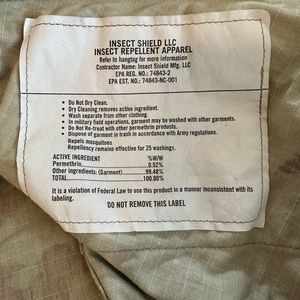 INSECT SHIELD LLC
INSECT REPELLENT APPAREL
Refer to hangtag for more information
Contractor Name: Insect Shield Mfg. LLC
EPA REG. NO.: 74843-2
EPA EST. NO.: 74843-NC-001
• Do Not Dry Clean.
• Dry Cleaning removes active ingredient.
• Wash separate from other clothing.
• In military field operations, garment may be washed with other garments.
• Do Not Re-treat with other permethrin products.
• Dispose of garment in trash in accordance with Army regulations.
Repels mosquitoes
Repellency remains effective for 25 washings.
ACTIVE INGREDIENT %W/W
Permethrin........ 0.52%
Other ingredients: (Garment)........ 99.48%
TOTAL........ 100.00%
It is a violation of Federal Law to use this product in a manner inconsistent with its
labeling.
DO NOT REMOVE THIS LABEL